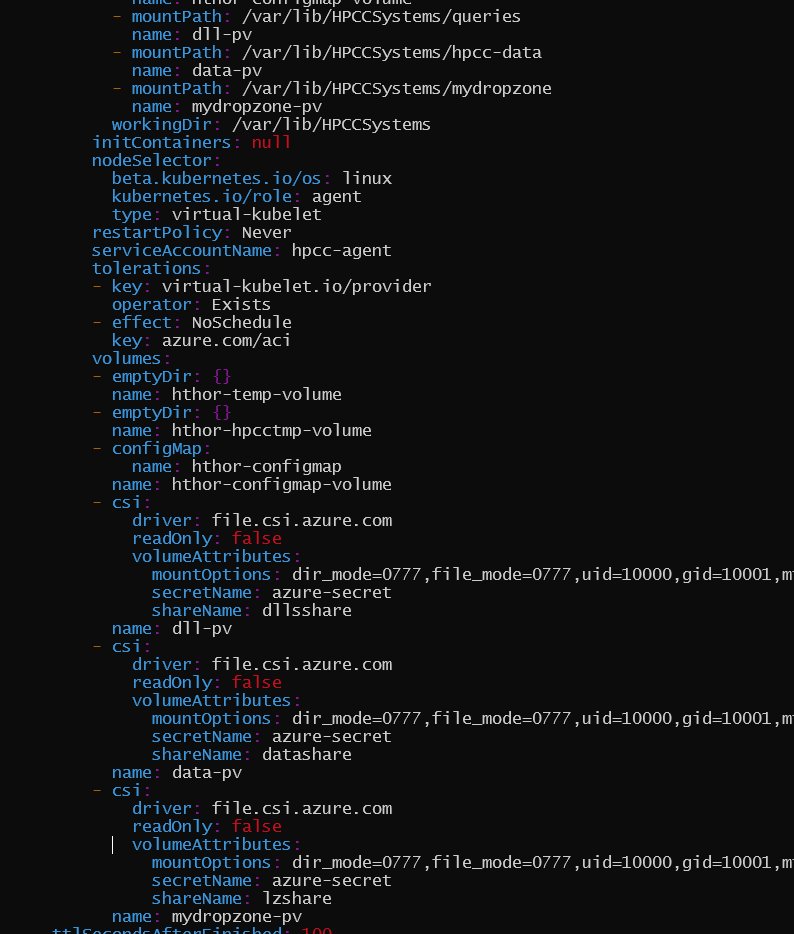 name: hthor-configmap-volume
- mountPath: /var/lib/HPCCSystems/queries
name: dll-pv
- mountPath: /var/lib/HPCCSystems/hpcc-data
name: data-pv
- mountPath: /var/lib/HPCCSystems/mydropzone
name: mydropzone-pv
workingDir: /var/lib/HPCCSystems
initContainers: null
nodeSelector:
beta.kubernetes.io/os: linux
kubernetes.io/role: agent
type: virtual-kubelet
restartPolicy: Never
serviceAccountName: hpcc-agent
tolerations:
- key: virtual-kubelet.io/provider
operator: Exists
- effect: NoSchedule
key: azure.com/aci
volumes:
- emptyDir: {}
name: hthor-temp-volume
- emptyDir: {}
name: hthor-hpcctmp-volume
- configMap:
name: hthor-configmap
name: hthor-configmap-volume
- csi:
driver: file.csi.azure.com
readOnly: false
volumeAttributes:
mountOptions: dir_mode=0777,file_mode=0777,uid=10000,gid=10001,m
secretName: azure-secret
shareName: dllsshare
name: dll-pv
- csi:
driver: file.csi.azure.com
readOnly: false
volumeAttributes:
mountOptions: dir_mode=0777,file_mode=0777,uid=10000,gid=10001,m
secretName: azure-secret
shareName: datashare
name: data-pv
- csi:
driver: file.csi.azure.com
readOnly: false
volumeAttributes:
mountOptions: dir_mode=0777,file_mode=0777,uid=10000,gid=10001,m
secretName: azure-secret
shareName: lzshare
name: mydropzone-pv
ttlSecondsAfterFinished: 100